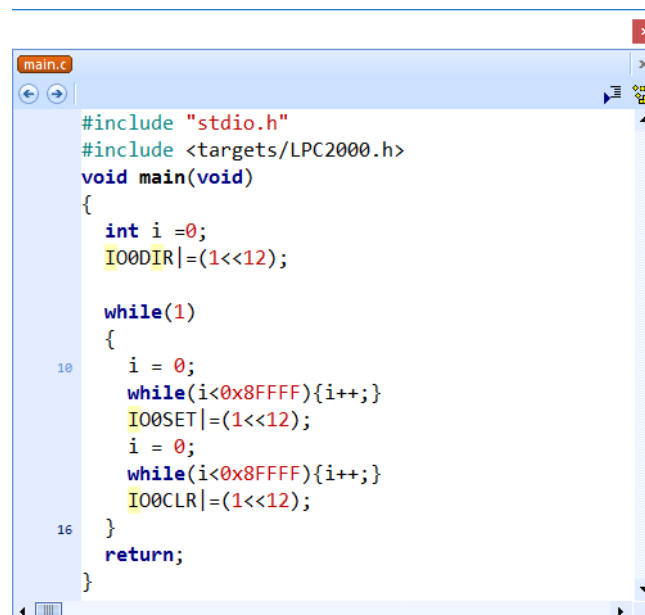 main.c
#include "stdio.h"
#include <targets/LPC2000.h>
void main(void)
{
int i =0;
IO0DIR|=(1<<12);
while(1)
{
10 i = 0;
while(i<0x8FFFF){i++;}
IO0SET|=(1<<12);
i = 0;
while(i<0x8FFFF){i++;}
IO0CLR|=(1<<12);
16 }
return;
}